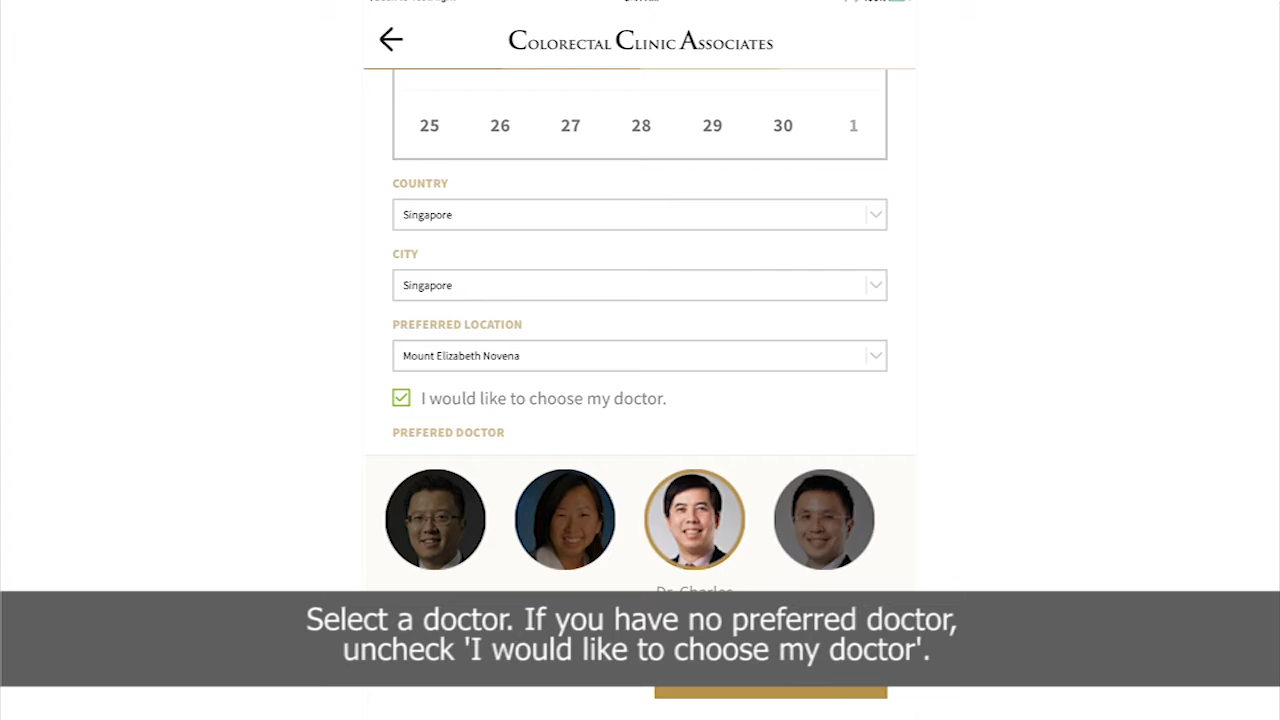 COLORECTAL CLINIC ASSOCIATES
25 26 27 28 29 30 1
COUNTRY
Singapore
CITY
Singapore
PREFERRED LOCATION
Mount Elizabeth Novena
I would like to choose my doctor.
PREFERED DOCTOR
Dr. Charles
Select a doctor. If you have no preferred doctor,
uncheck 'I would like to choose my doctor'.